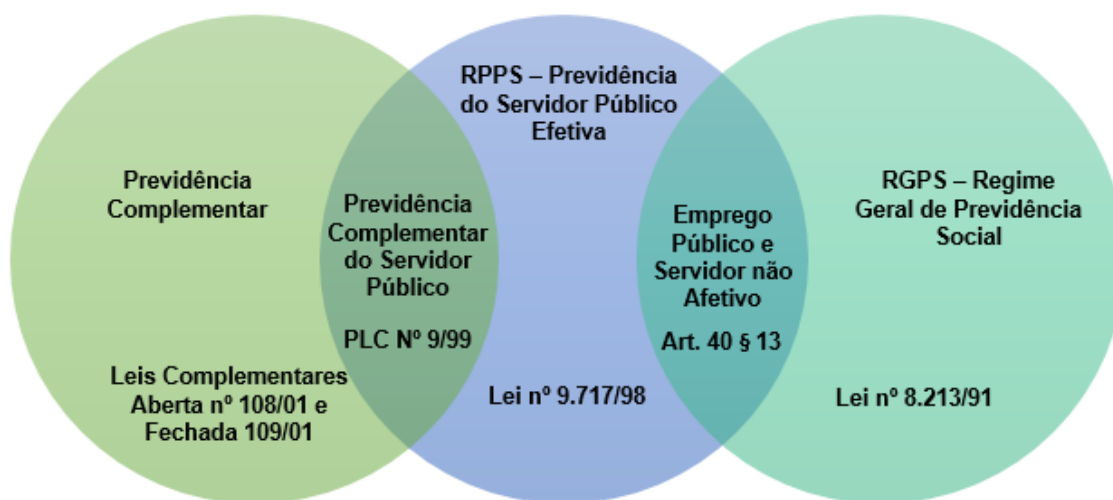 Previdência
Complementar
Leis Complementares
Aberta nº 108/01 e
Fechada 109/01
Previdência
Complementar
do Servidor
Público
PLC Nº 9/99
RPPS – Previdência
do Servidor Público
Efetiva
Lei nº 9.717/98
Emprego
Público e
Servidor não
Afetivo
Art. 40 § 13
RGPS – Regime
Geral de Previdência
Social
Lei nº 8.213/91